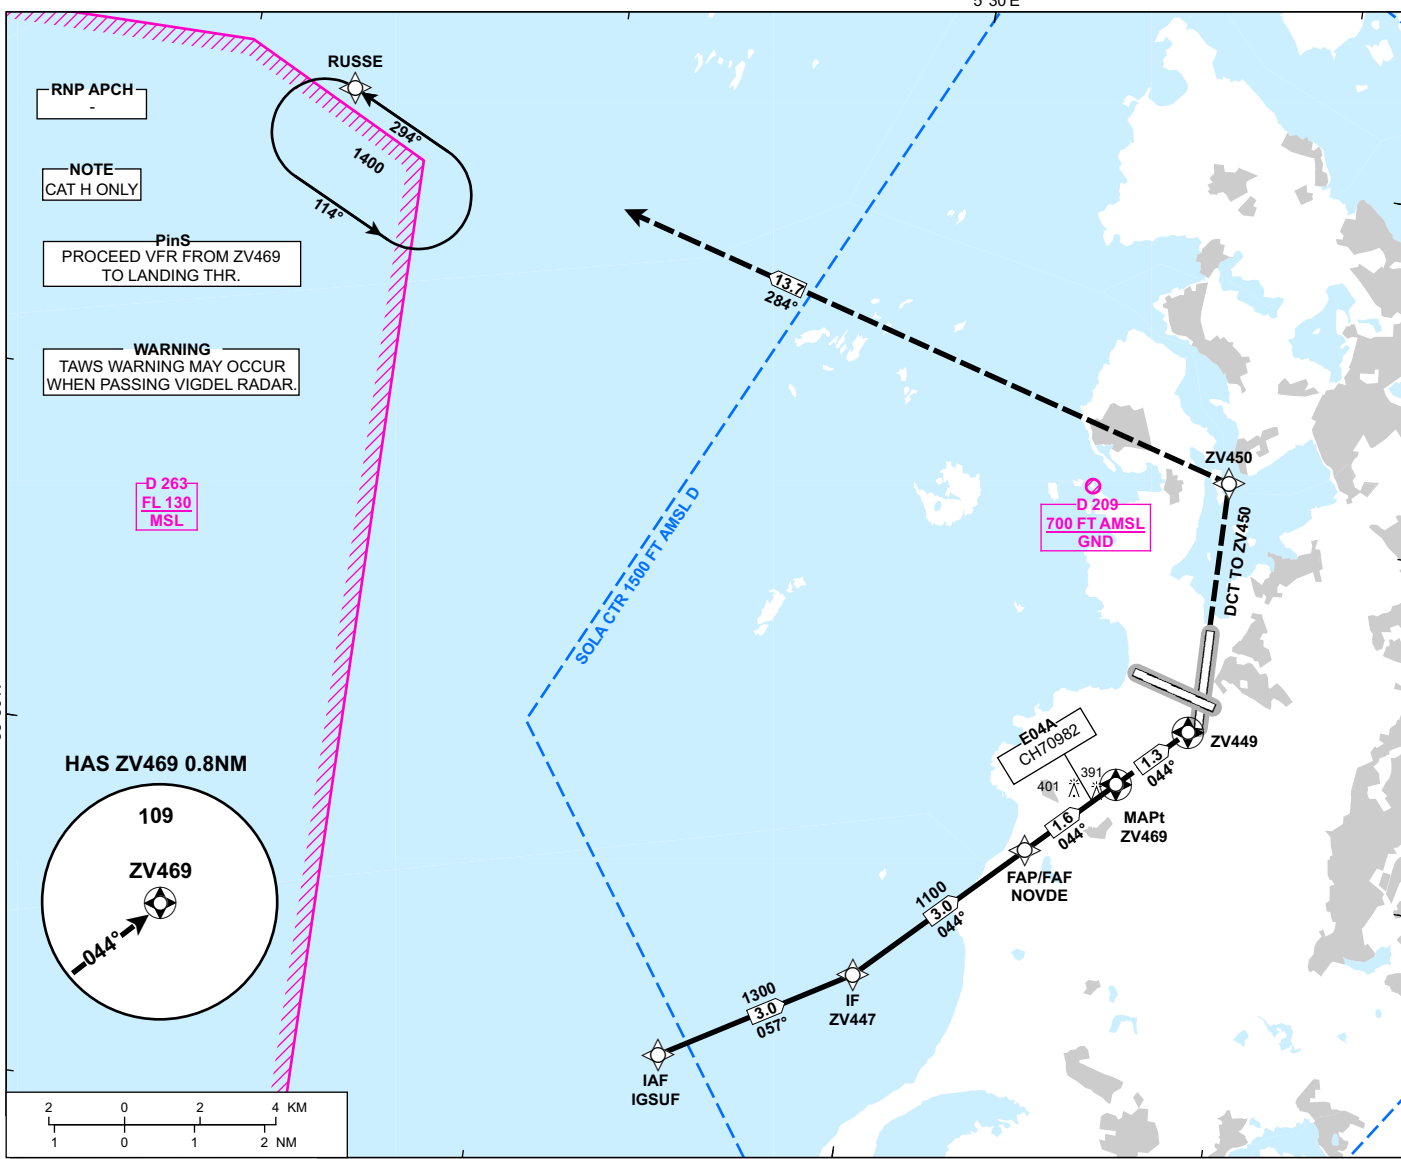 5°30'E
RUSSE
RNP APCH
-
294°
1400
114°
NOTE
CAT H ONLY
PinS
PROCEED VFR FROM ZV469
TO LANDING THR.
13.7
284°
WARNING
TAWS WARNING MAY OCCUR
WHEN PASSING VIGDEL RADAR.
ZV450
D 263
FL 130
MSL
D 209
700 FT AMSL
GND
SOLA CTR 1500 FT AMSL D
DCT TO ZV450
E04A
CH70982
ZV449
1.3
044°
401
391
MAPt
ZV469
1.6
044°
FAP/FAF
NOVDE
HAS ZV469 0.8NM
109
ZV469
044°
1100
3.0
044°
1300
3.0
057°
IF
ZV447
IAF
IGSUF
2 0 2 4 KM
1 0 1 2 NM